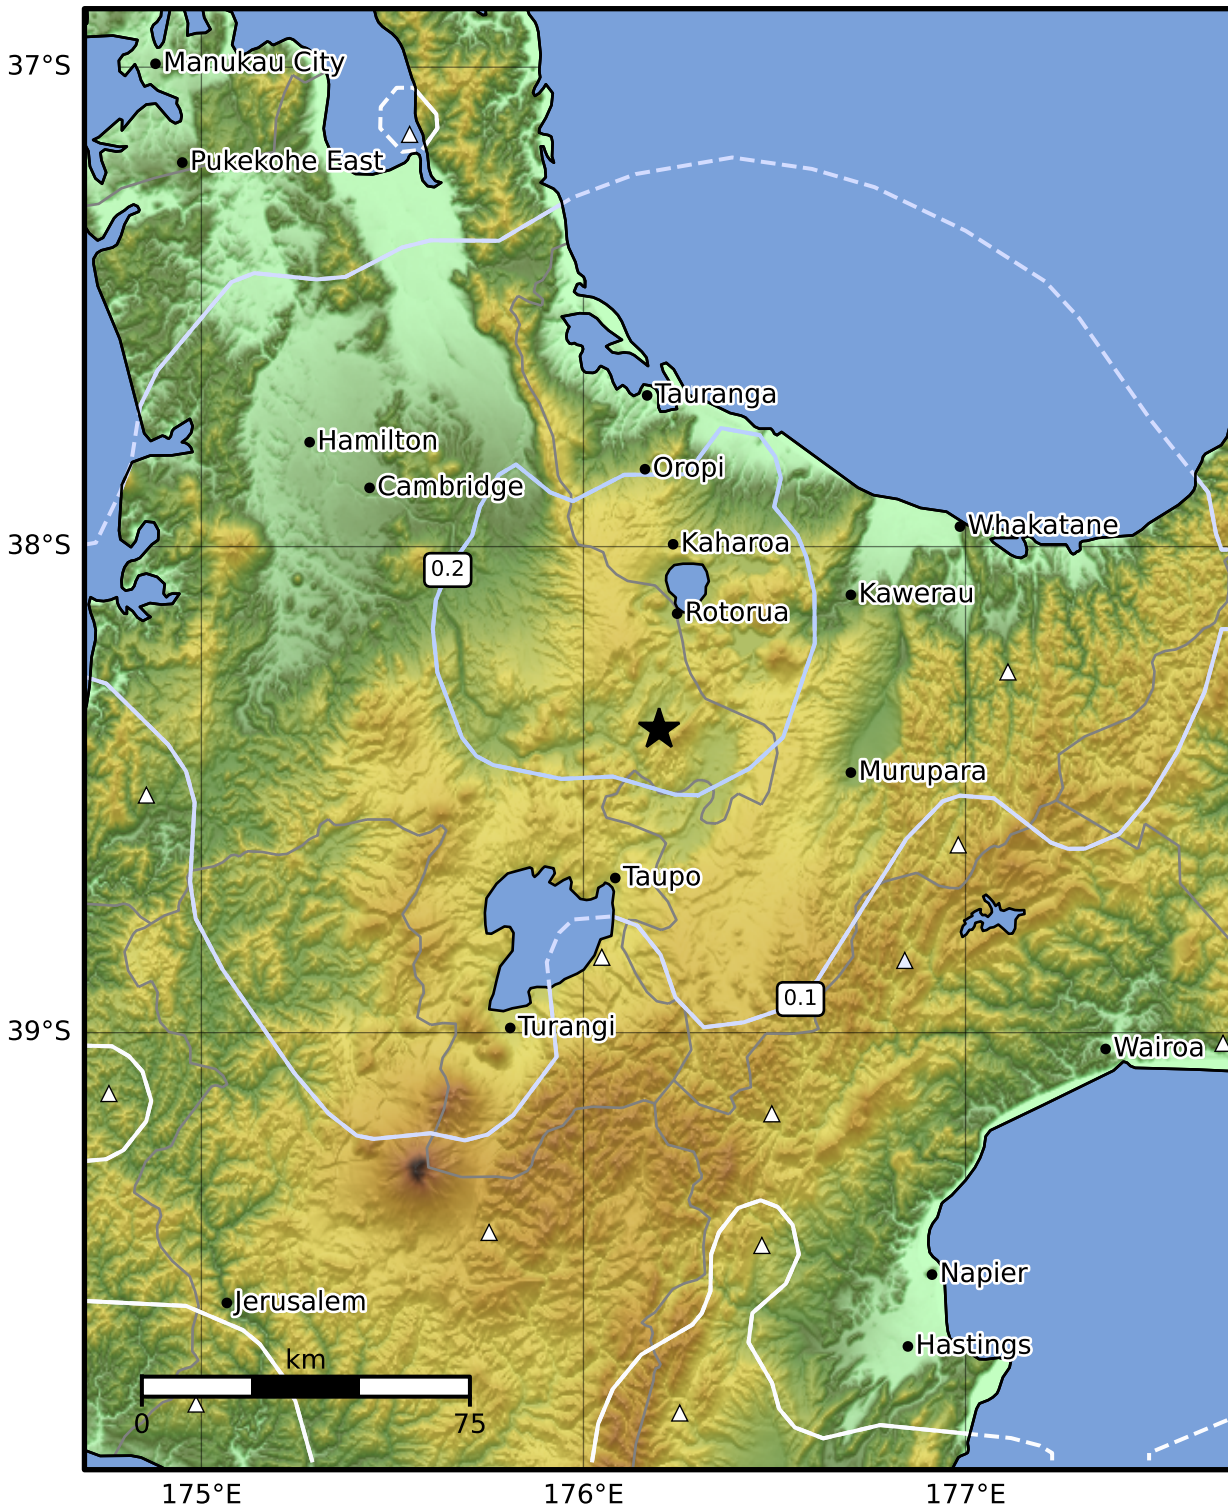 37°S
Manukau City
Pukekohe East
Tauranga
Hamilton
Oropi
Cambridge
Whakatane
38°S
Kaharoa
0.2
Kawerau
Rotorua
Murupara
Taupo
0.1
Turangi
39°S
Wairoa
Napier
Jerusalem
Hastings
km
0 75
175°E 176°E 177°E